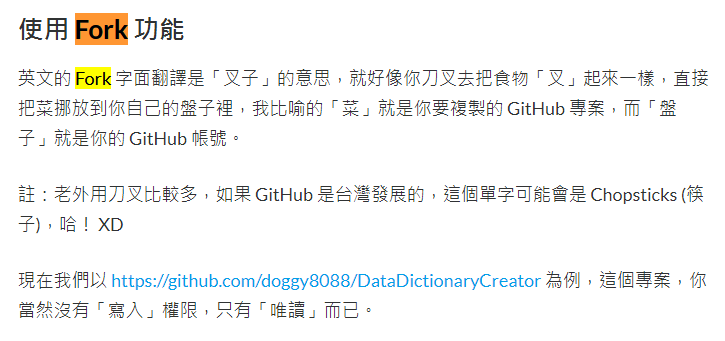 使用 Fork 功能
英文的 Fork 字面翻譯是「叉子」的意思，就好像你刀叉去把食物「叉」起來一樣，直接
把菜挪放到你自己的盤子裡，我比喻的「菜」就是你要複製的 GitHub 專案，而「盤
子」就是你的 GitHub 帳號。
註：老外用刀叉比較多，如果 GitHub 是台灣發展的，這個單字可能會是 Chopsticks (筷
子)，哈！ XD
現在我們以 https://github.com/doggy8088/DataDictionaryCreator 為例，這個專案，你
當然沒有「寫入」權限，只有「唯讀」而已。